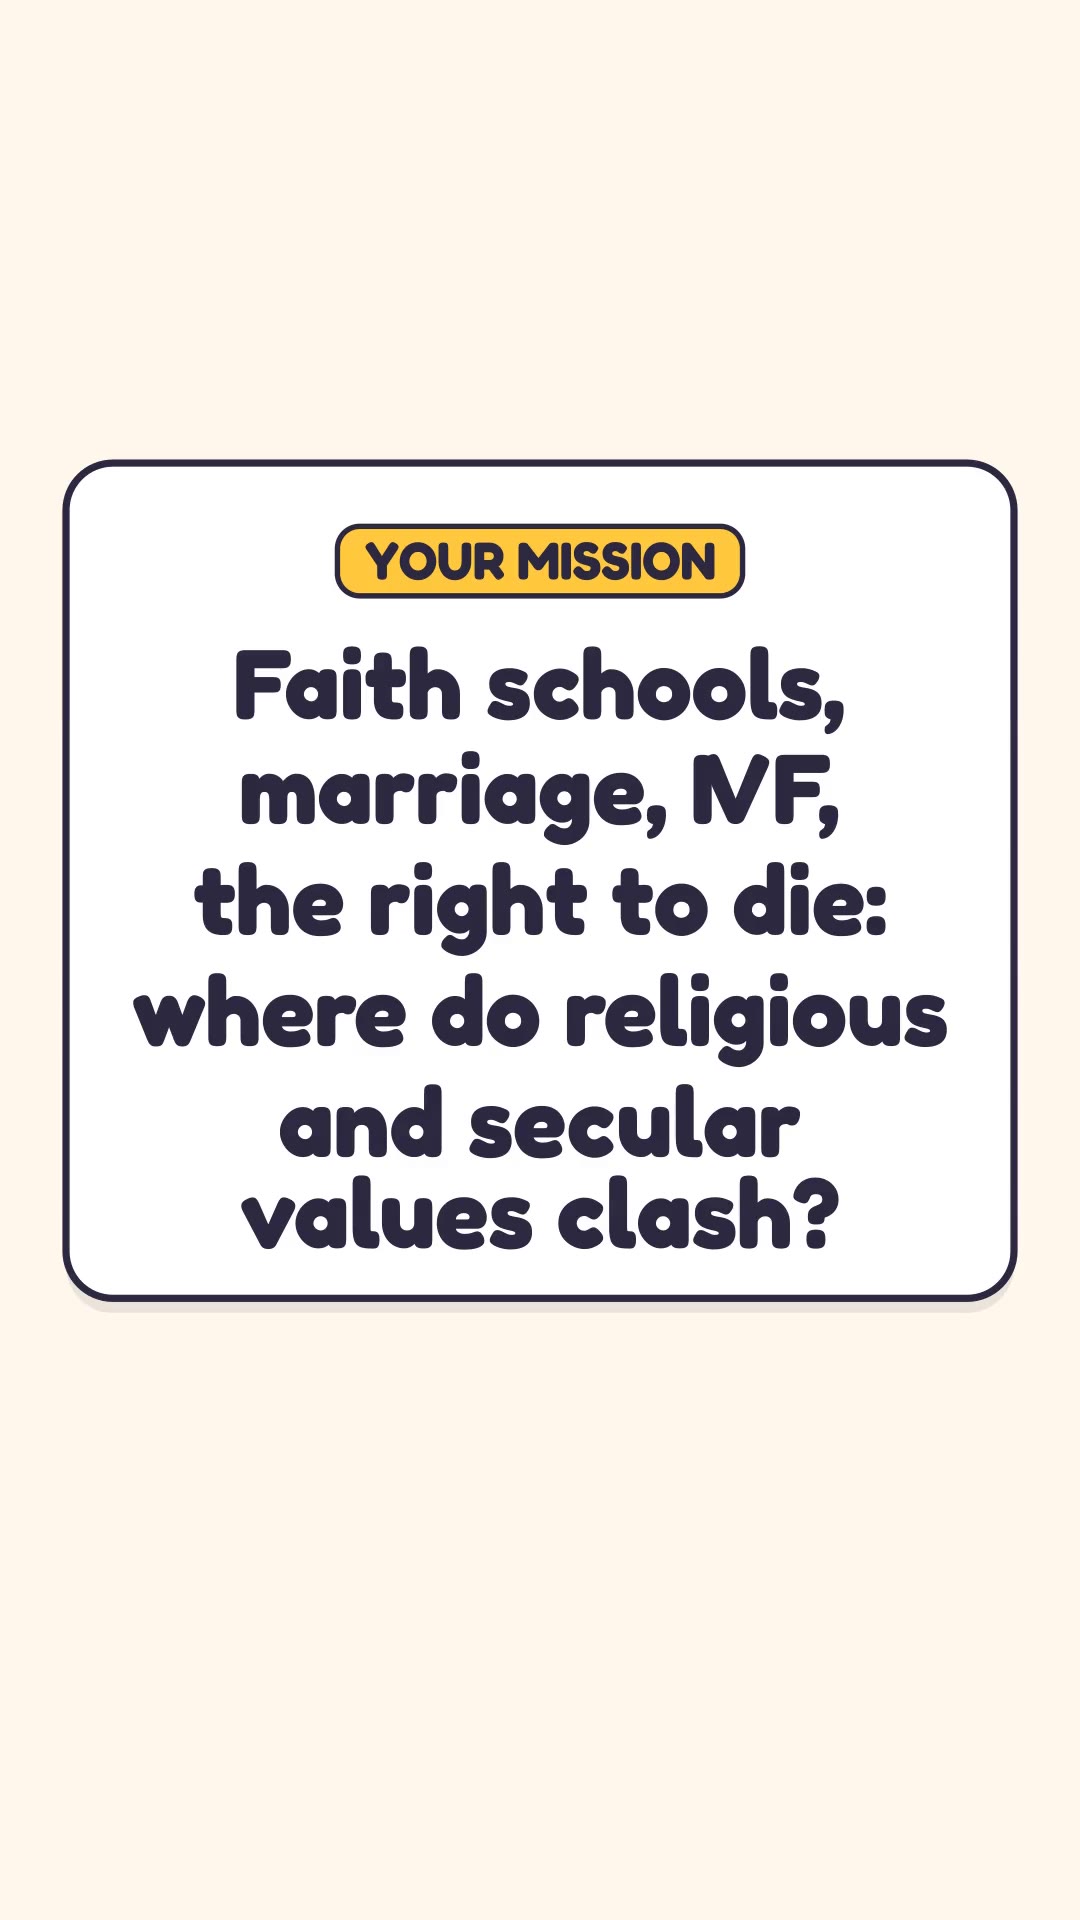 YOUR MISSION
Faith schools,
marriage, IVF,
the right to die:
where do religious
and secular
values clash?